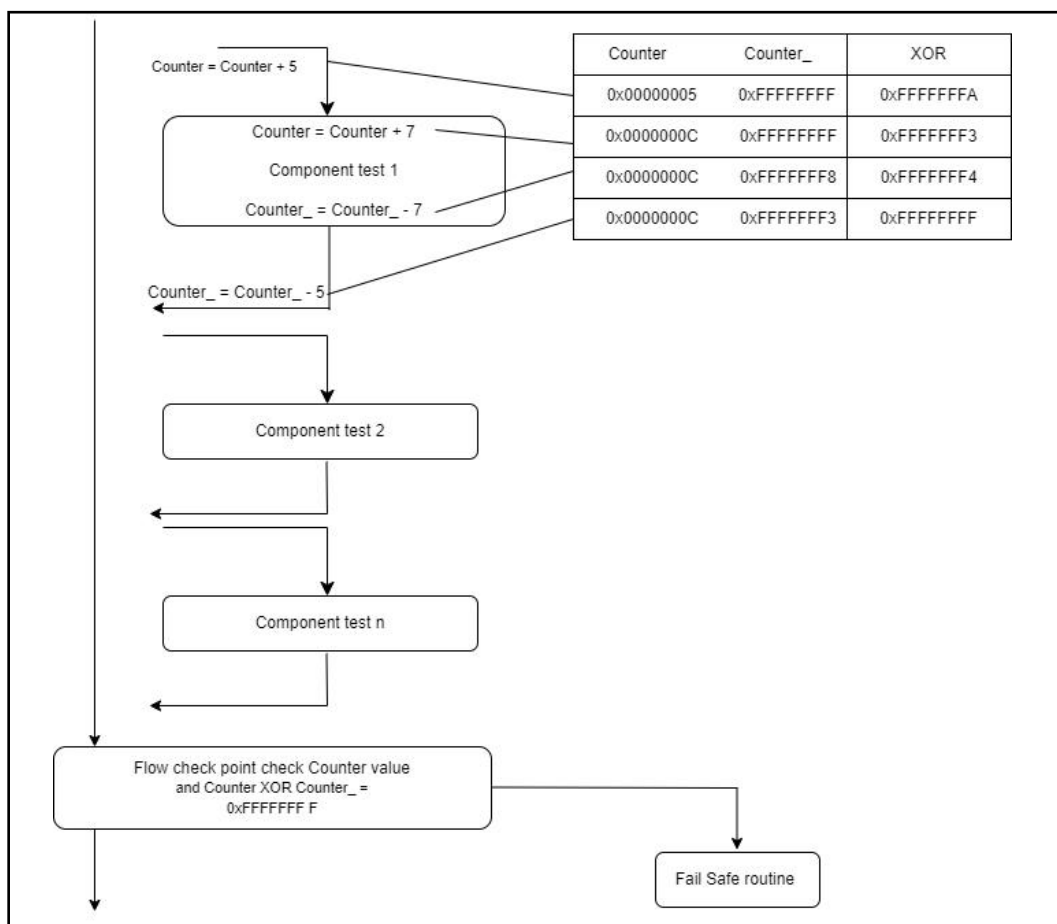 Counter = Counter + 5
Counter = Counter + 7
Component test 1
Counter_ = Counter_ - 7
Counter_ = Counter_ - 5
Counter Counter_ XOR
0x00000005 0xFFFFFFFF 0xFFFFFFFA
0x0000000C 0xFFFFFFFF 0xFFFFFFF3
0x0000000C 0xFFFFFFF8 0xFFFFFFF4
0x0000000C 0xFFFFFFF3 0xFFFFFFFF
Component test 2
Component test n
Flow check point check Counter value
and Counter XOR Counter_ =
0xFFFFFFF F
Fail Safe routine